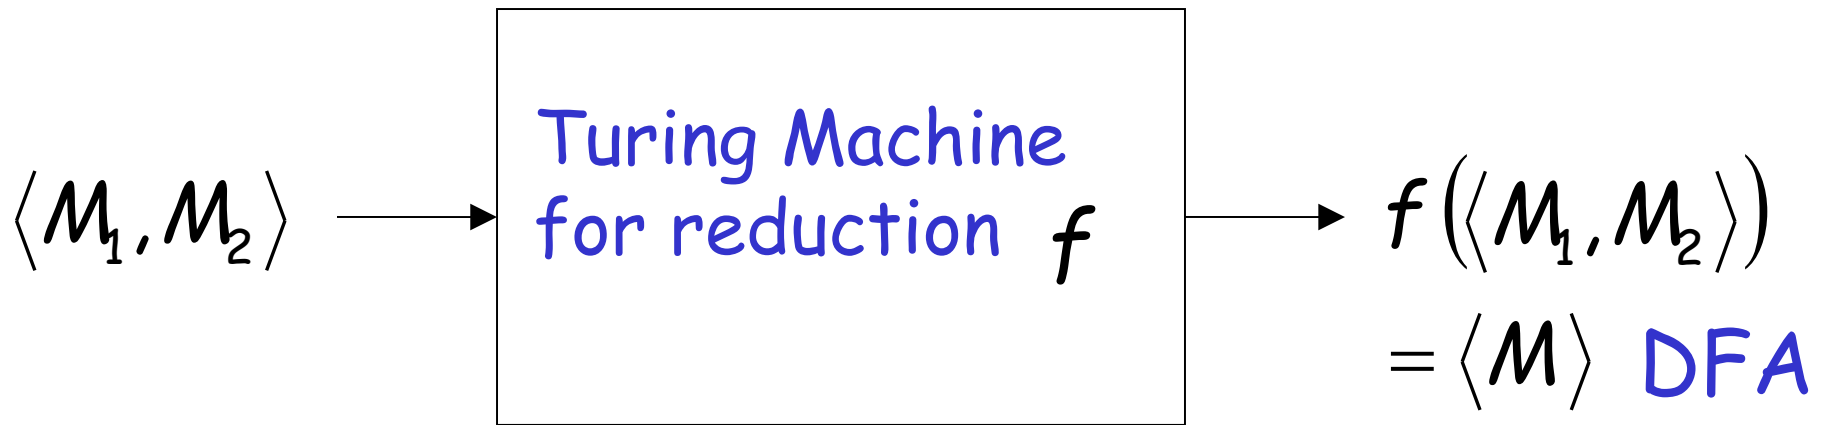 ⟨M₁, M₂⟩
Turing Machine
for reduction f
f(⟨M₁, M₂⟩)
= ⟨M⟩ DFA